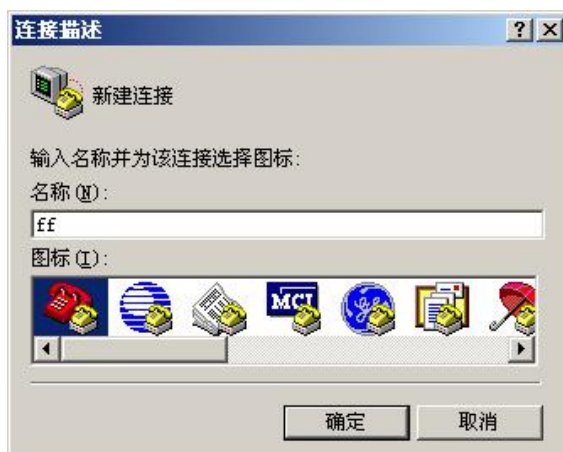 连接描述
新建连接
输入名称并为该连接选择图标:
名称(N):
ff
图标(I):
MCI
确定
取消